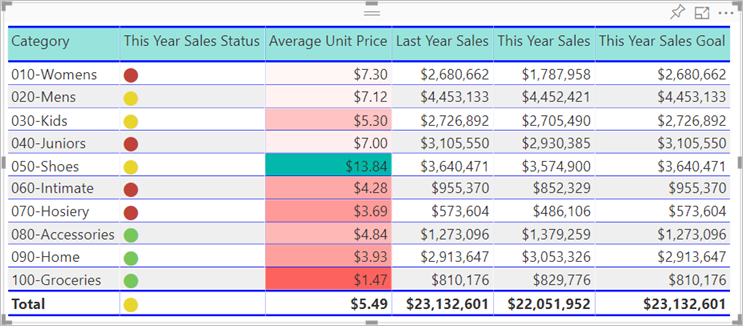 Category This Year Sales Status Average Unit Price Last Year Sales This Year Sales This Year Sales Goal
010-Womens $7.30 $2,680,662 $1,787,958 $2,680,662
020-Mens $7.12 $4,453,133 $4,452,421 $4,453,133
030-Kids $5.30 $2,726,892 $2,705,490 $2,726,892
040-Juniors $7.00 $3,105,550 $2,930,385 $3,105,550
050-Shoes $13.84 $3,640,471 $3,574,900 $3,640,471
060-Intimate $4.28 $955,370 $852,329 $955,370
070-Hosiery $3.69 $573,604 $486,106 $573,604
080-Accessories $4.84 $1,273,096 $1,379,259 $1,273,096
090-Home $3.93 $2,913,647 $3,053,326 $2,913,647
100-Groceries $1.47 $810,176 $829,776 $810,176
Total $5.49 $23,132,601 $22,051,952 $23,132,601